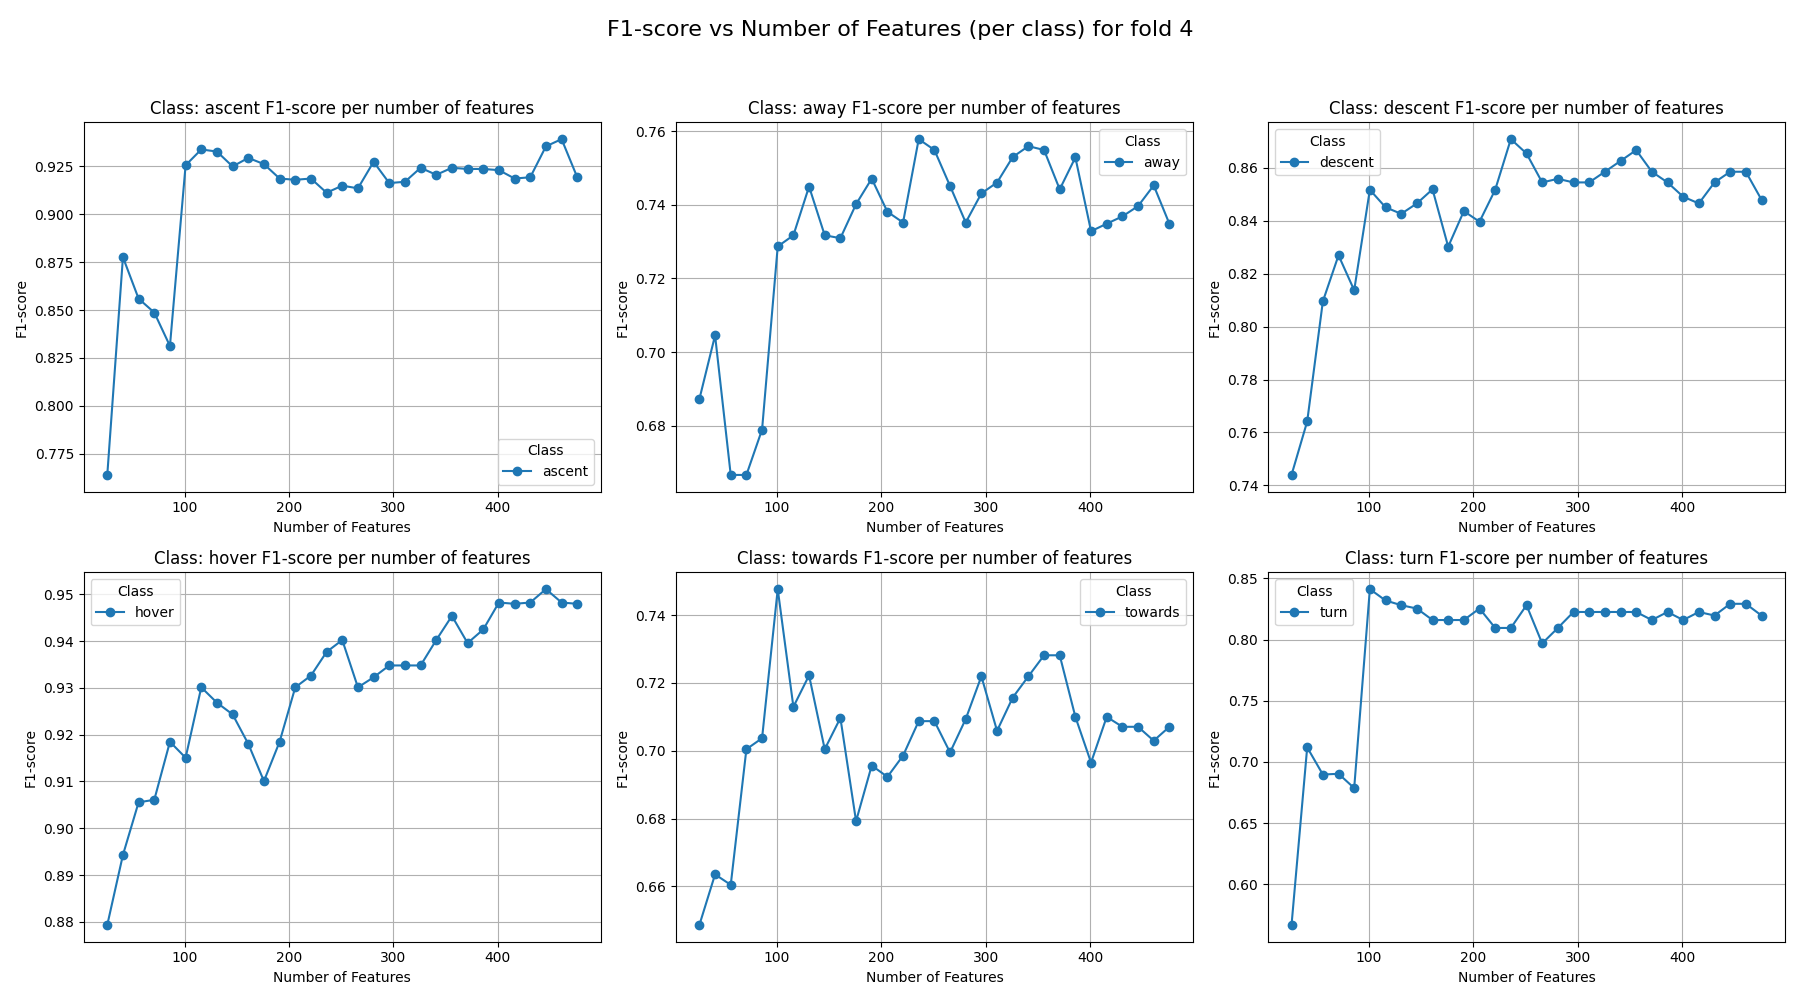 F1-score vs Number of Features (per class) for fold 4
Class: ascent F1-score per number of features
F1-score
0.925
0.900
0.875
0.850
0.825
0.800
0.775
Class
ascent
100 200 300 400
Number of Features
Class: away F1-score per number of features
F1-score
0.76
0.74
0.72
0.70
0.68
Class
away
100 200 300 400
Number of Features
Class: descent F1-score per number of features
F1-score
Class
descent
0.86
0.84
0.82
0.80
0.78
0.76
0.74
100 200 300 400
Number of Features
Class: hover F1-score per number of features
F1-score
Class
hover
0.95
0.94
0.93
0.92
0.91
0.90
0.89
0.88
100 200 300 400
Number of Features
Class: towards F1-score per number of features
F1-score
Class
towards
0.74
0.72
0.70
0.68
0.66
100 200 300 400
Number of Features
Class: turn F1-score per number of features
F1-score
Class
turn
0.85
0.80
0.75
0.70
0.65
0.60
100 200 300 400
Number of Features